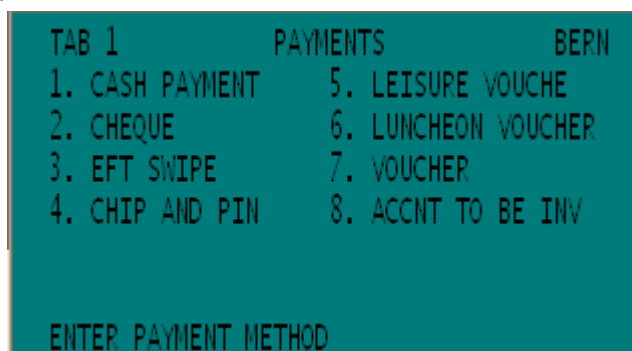 TAB 1 PAYMENTS BERN
1. CASH PAYMENT 5. LEISURE VOUCHE
2. CHEQUE 6. LUNCHEON VOUCHER
3. EFT SWIPE 7. VOUCHER
4. CHIP AND PIN 8. ACCNT TO BE INV
ENTER PAYMENT METHOD